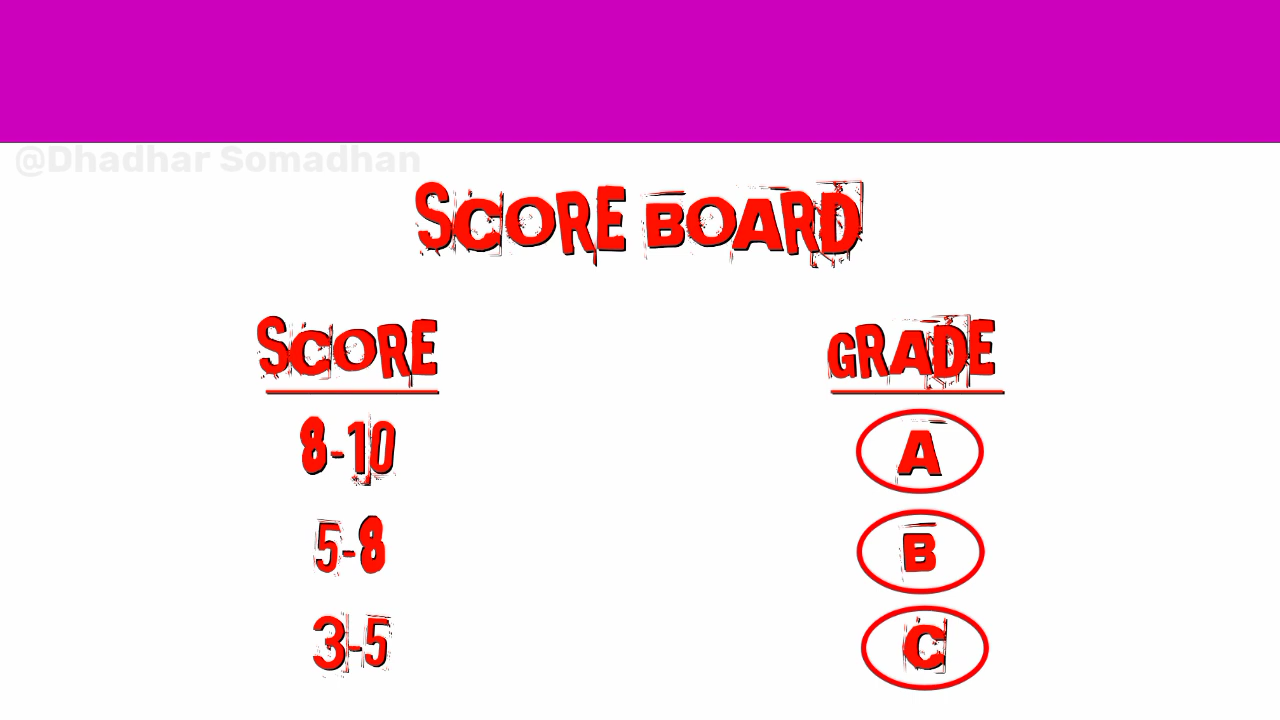 @Dhadhar Somadhan
SCORE BOARD
SCORE GRADE
8-10 A
5-8 B
3-5 C